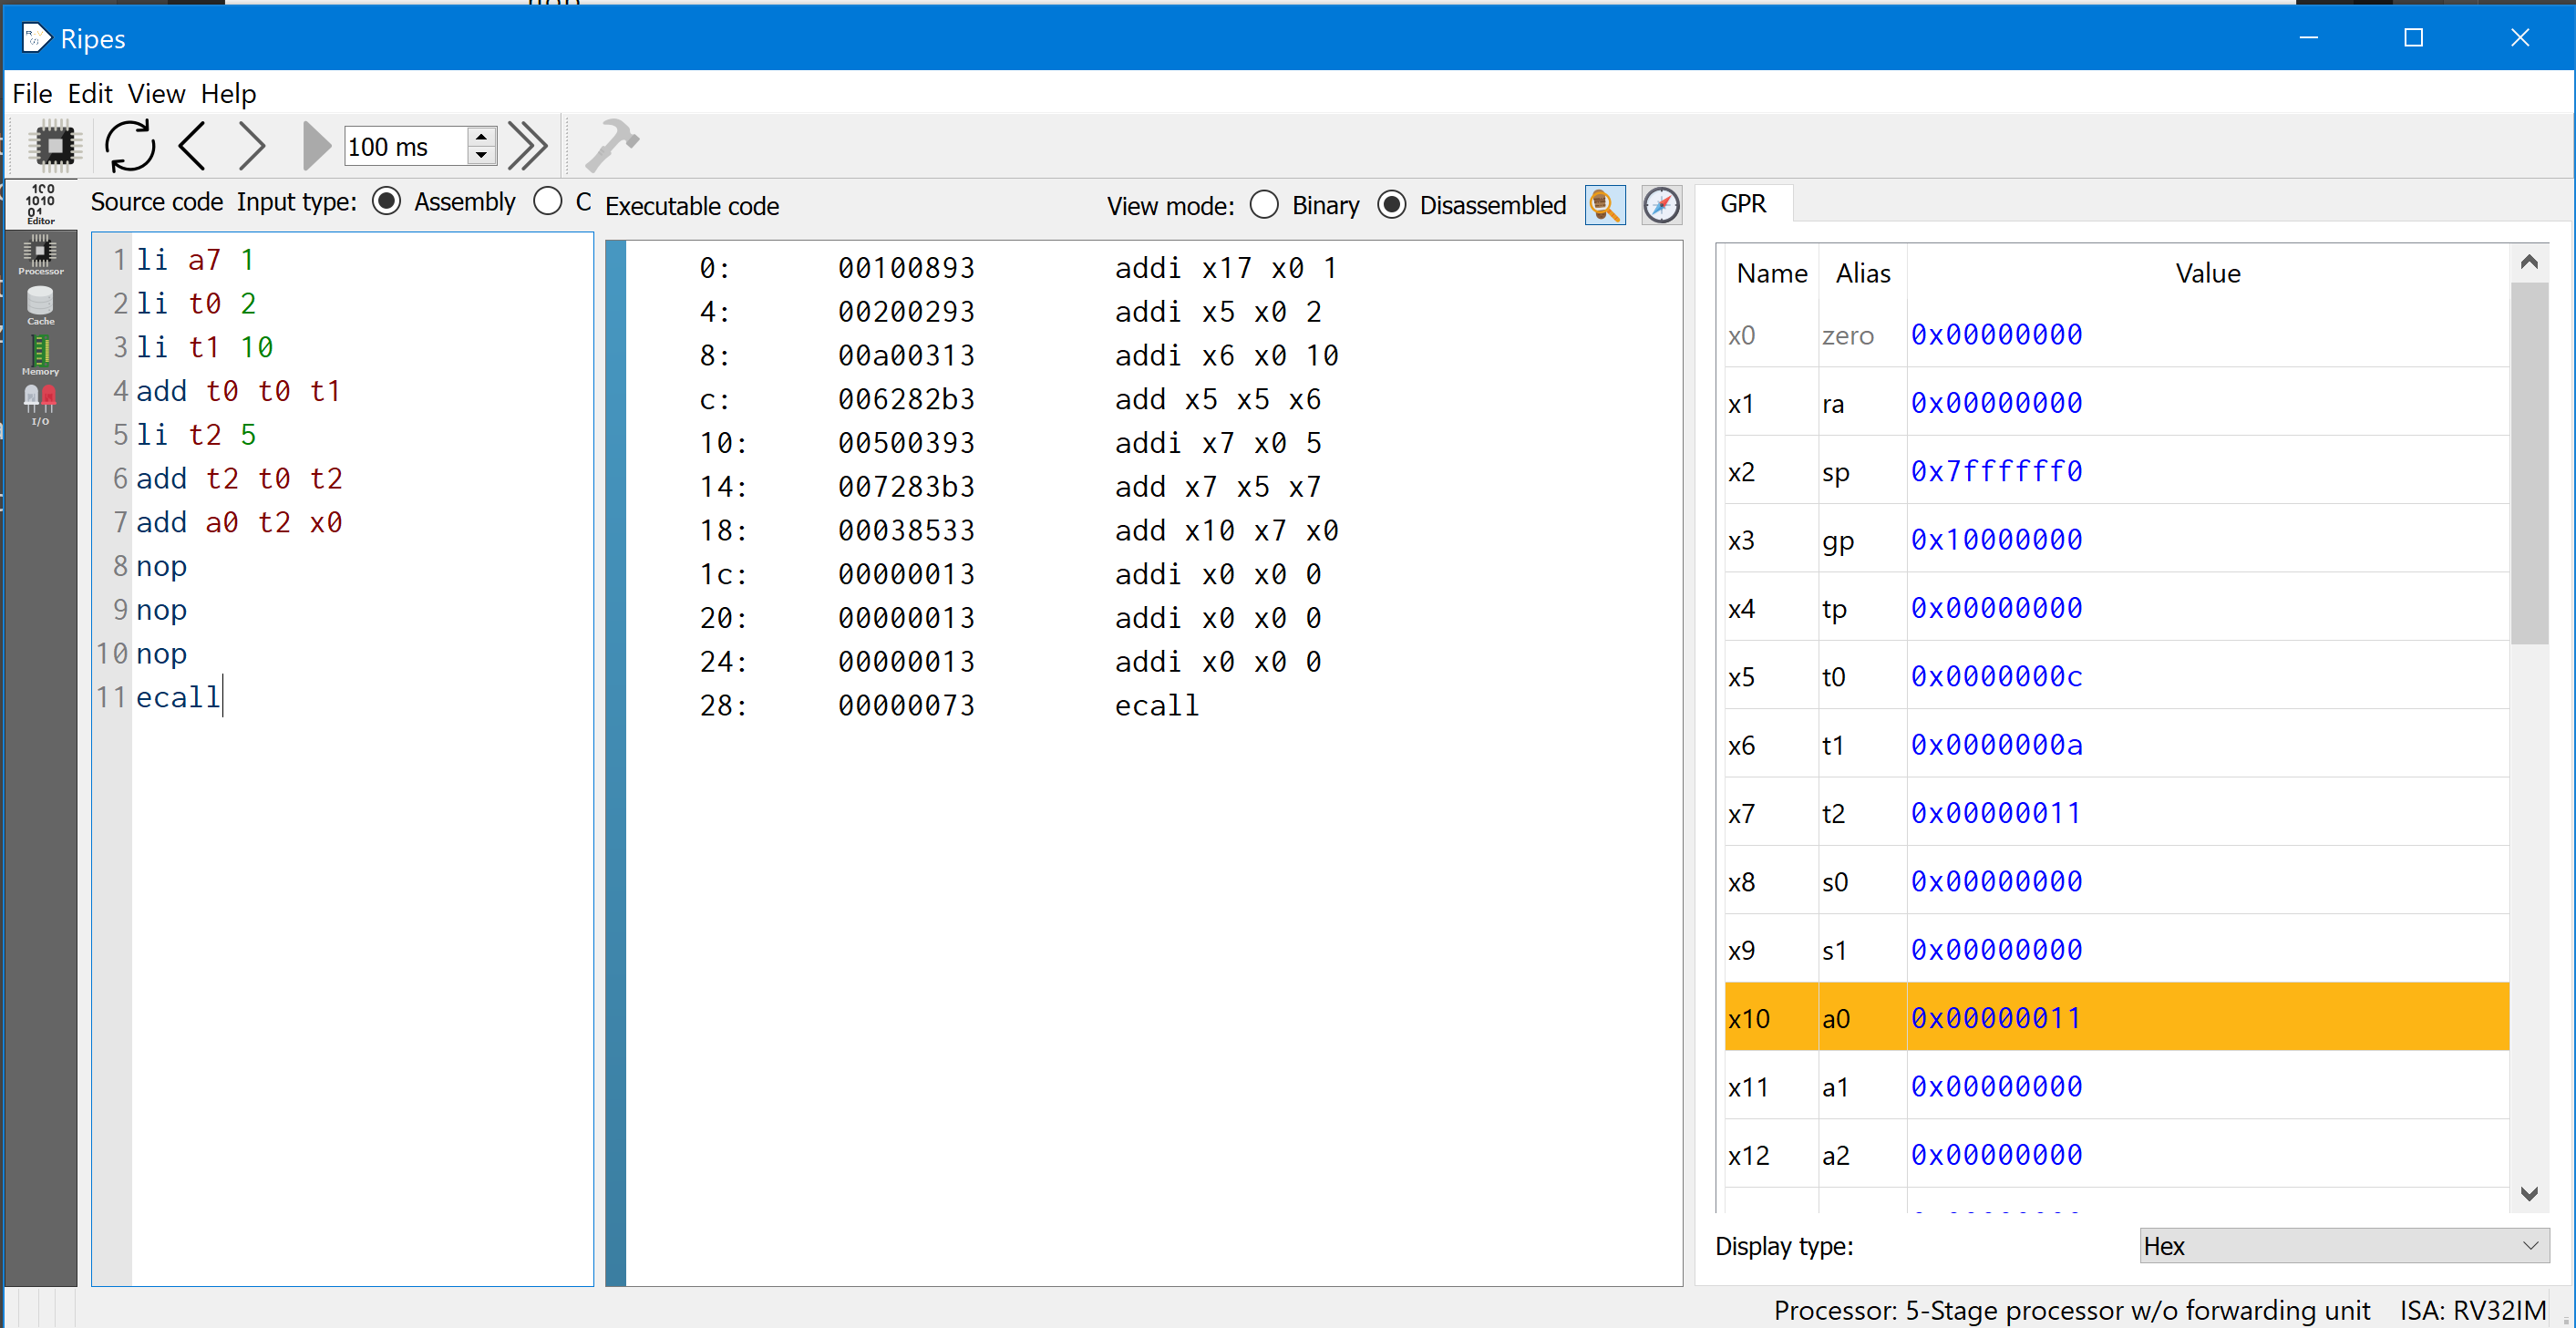 Ripes
File Edit View Help
100 ms
Editor
Processor
Cache
Memory
I/O
Source code Input type: Assembly C
1 li a7 1
2 li t0 2
3 li t1 10
4 add t0 t0 t1
5 li t2 5
6 add t2 t0 t2
7 add a0 t2 x0
8 nop
9 nop
10 nop
11 ecall
Executable code View mode: Binary Disassembled
0: 00100893 addi x17 x0 1
4: 00200293 addi x5 x0 2
8: 00a00313 addi x6 x0 10
c: 006282b3 add x5 x5 x6
10: 00500393 addi x7 x0 5
14: 007283b3 add x7 x5 x7
18: 00038533 add x10 x7 x0
1c: 00000013 addi x0 x0 0
20: 00000013 addi x0 x0 0
24: 00000013 addi x0 x0 0
28: 00000073 ecall
GPR
Name Alias Value
x0 zero 0x00000000
x1 ra 0x00000000
x2 sp 0x7ffffff0
x3 gp 0x10000000
x4 tp 0x00000000
x5 t0 0x0000000c
x6 t1 0x0000000a
x7 t2 0x00000011
x8 s0 0x00000000
x9 s1 0x00000000
x10 a0 0x00000011
x11 a1 0x00000000
x12 a2 0x00000000
Display type: Hex
Processor: 5-Stage processor w/o forwarding unit ISA: RV32IM